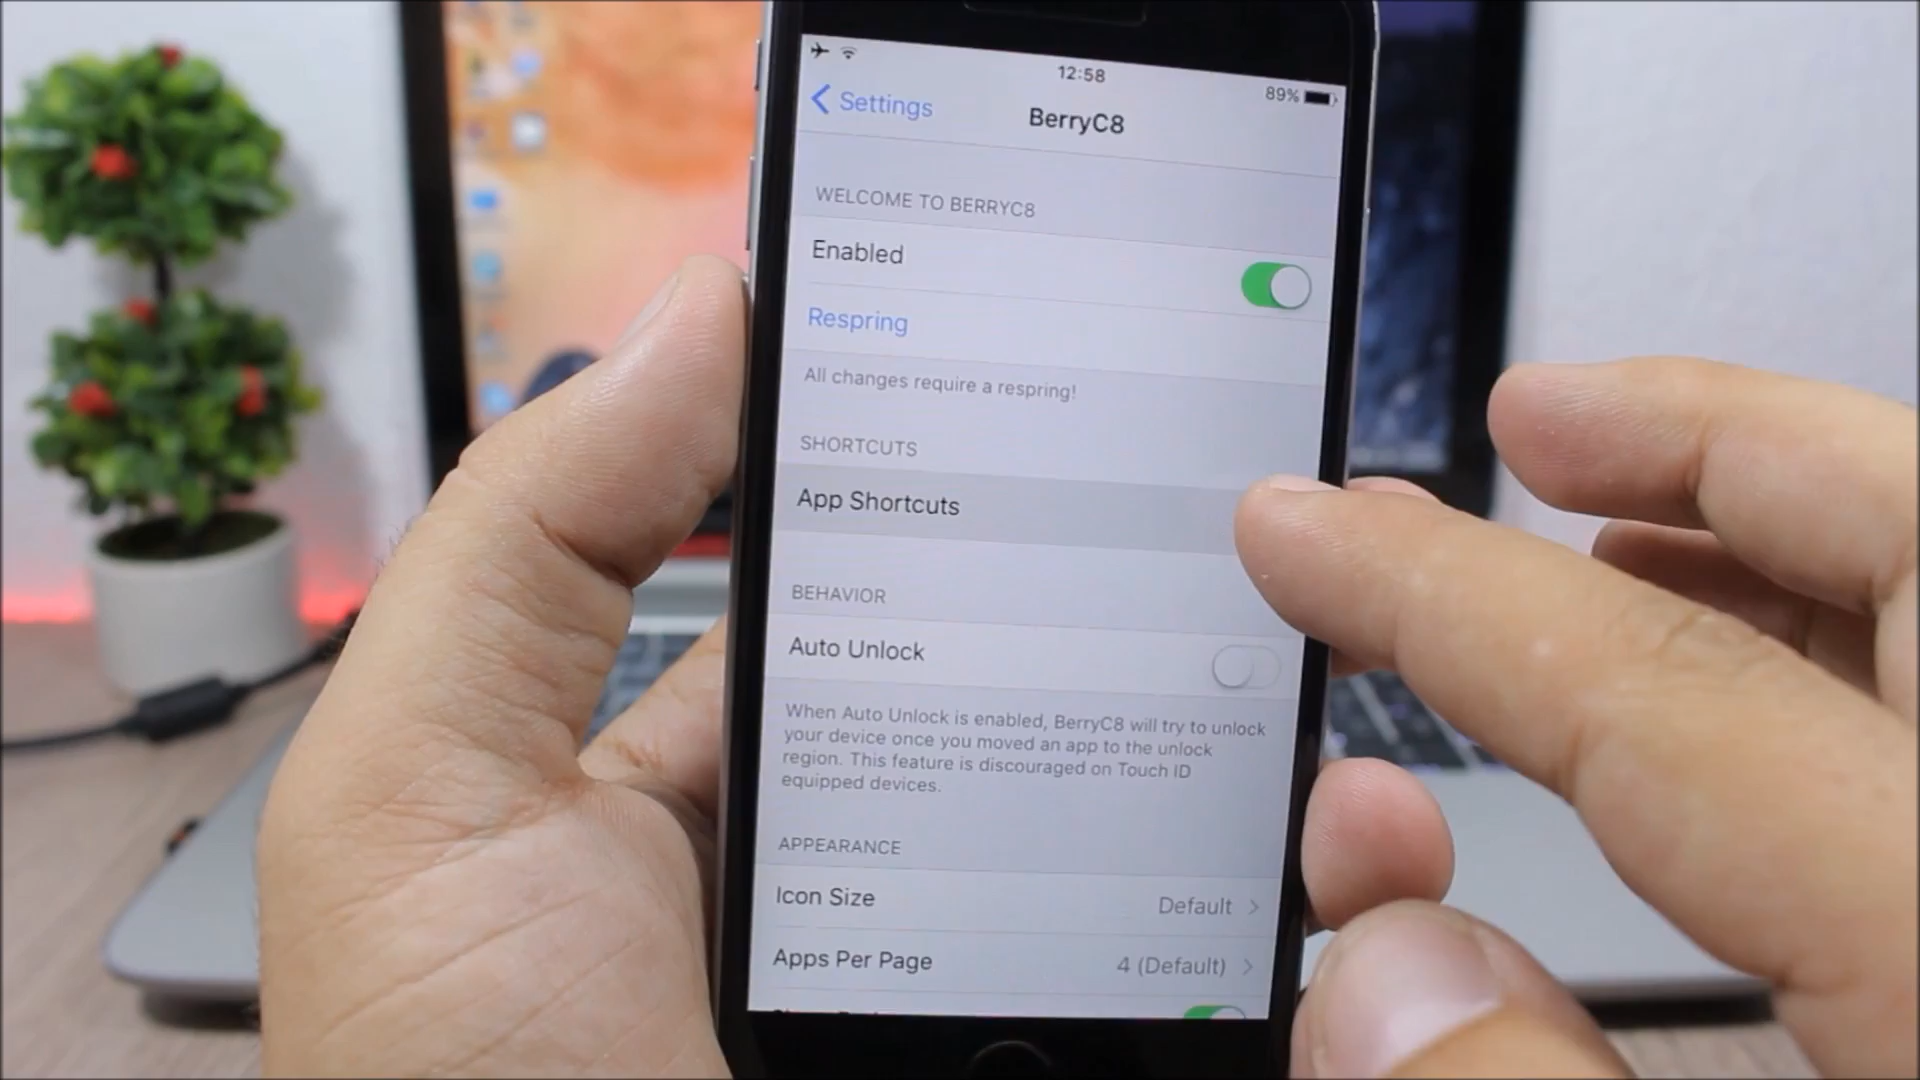 12:58
89%
Settings
BerryC8
WELCOME TO BERRYC8
Enabled
Respring
All changes require a respring!
SHORTCUTS
App Shortcuts
BEHAVIOR
Auto Unlock
When Auto Unlock is enabled, BerryC8 will try to unlock
your device once you moved an app to the unlock
region. This feature is discouraged on Touch ID
equipped devices.
APPEARANCE
Icon Size Default
Apps Per Page 4 (Default)